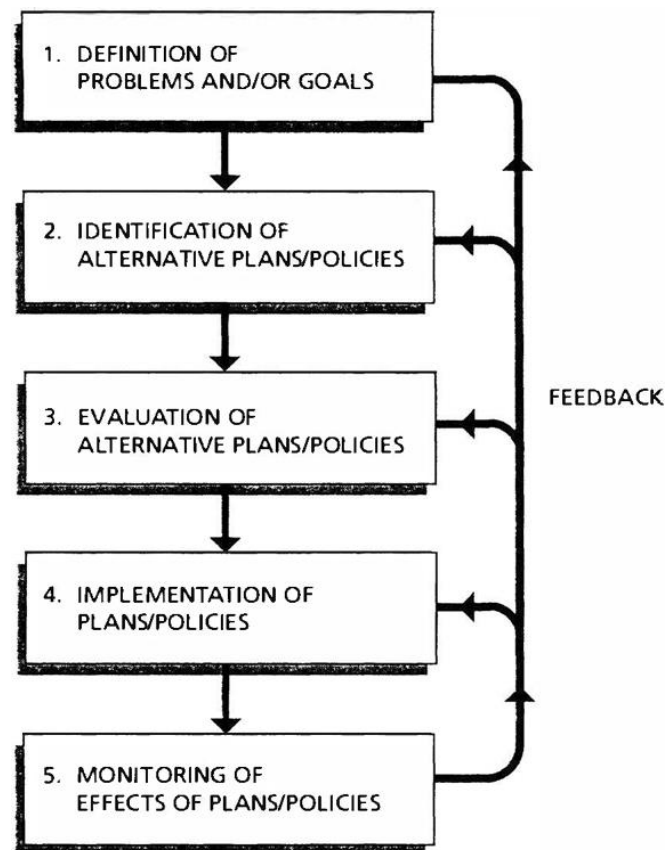 1. DEFINITION OF
PROBLEMS AND/OR GOALS
2. IDENTIFICATION OF
ALTERNATIVE PLANS/POLICIES
3. EVALUATION OF
ALTERNATIVE PLANS/POLICIES
FEEDBACK
4. IMPLEMENTATION OF
PLANS/POLICIES
5. MONITORING OF
EFFECTS OF PLANS/POLICIES